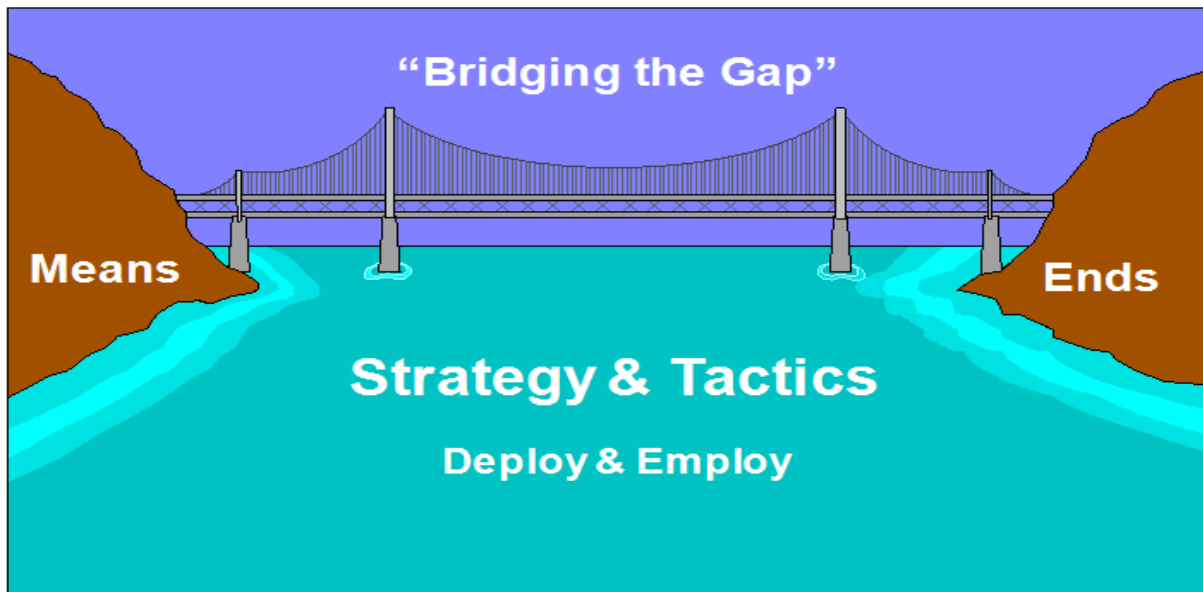 “Bridging the Gap”
Means
Ends
Strategy & Tactics
Deploy & Employ